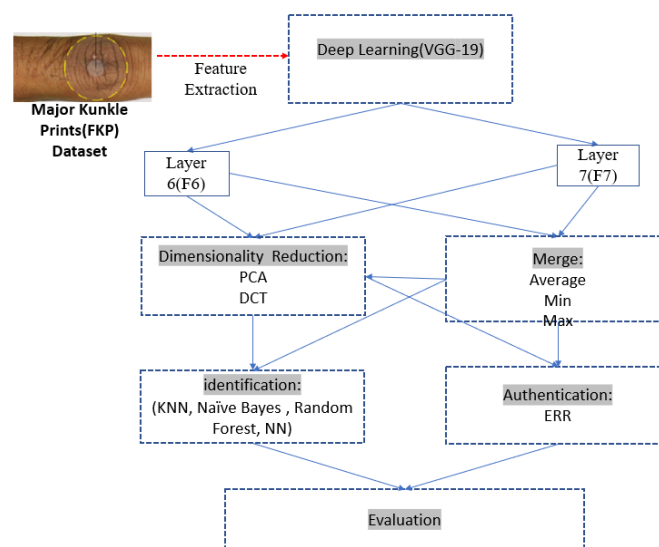 Deep Learning(VGG-19)
Feature
Extraction
Major Kunkle
Prints(FKP)
Dataset
Layer
6(F6)
Layer
7(F7)
Dimensionality Reduction:
PCA
DCT
Merge:
Average
Min
Max
identification:
(KNN, Naïve Bayes , Random
Forest, NN)
Authentication:
ERR
Evaluation